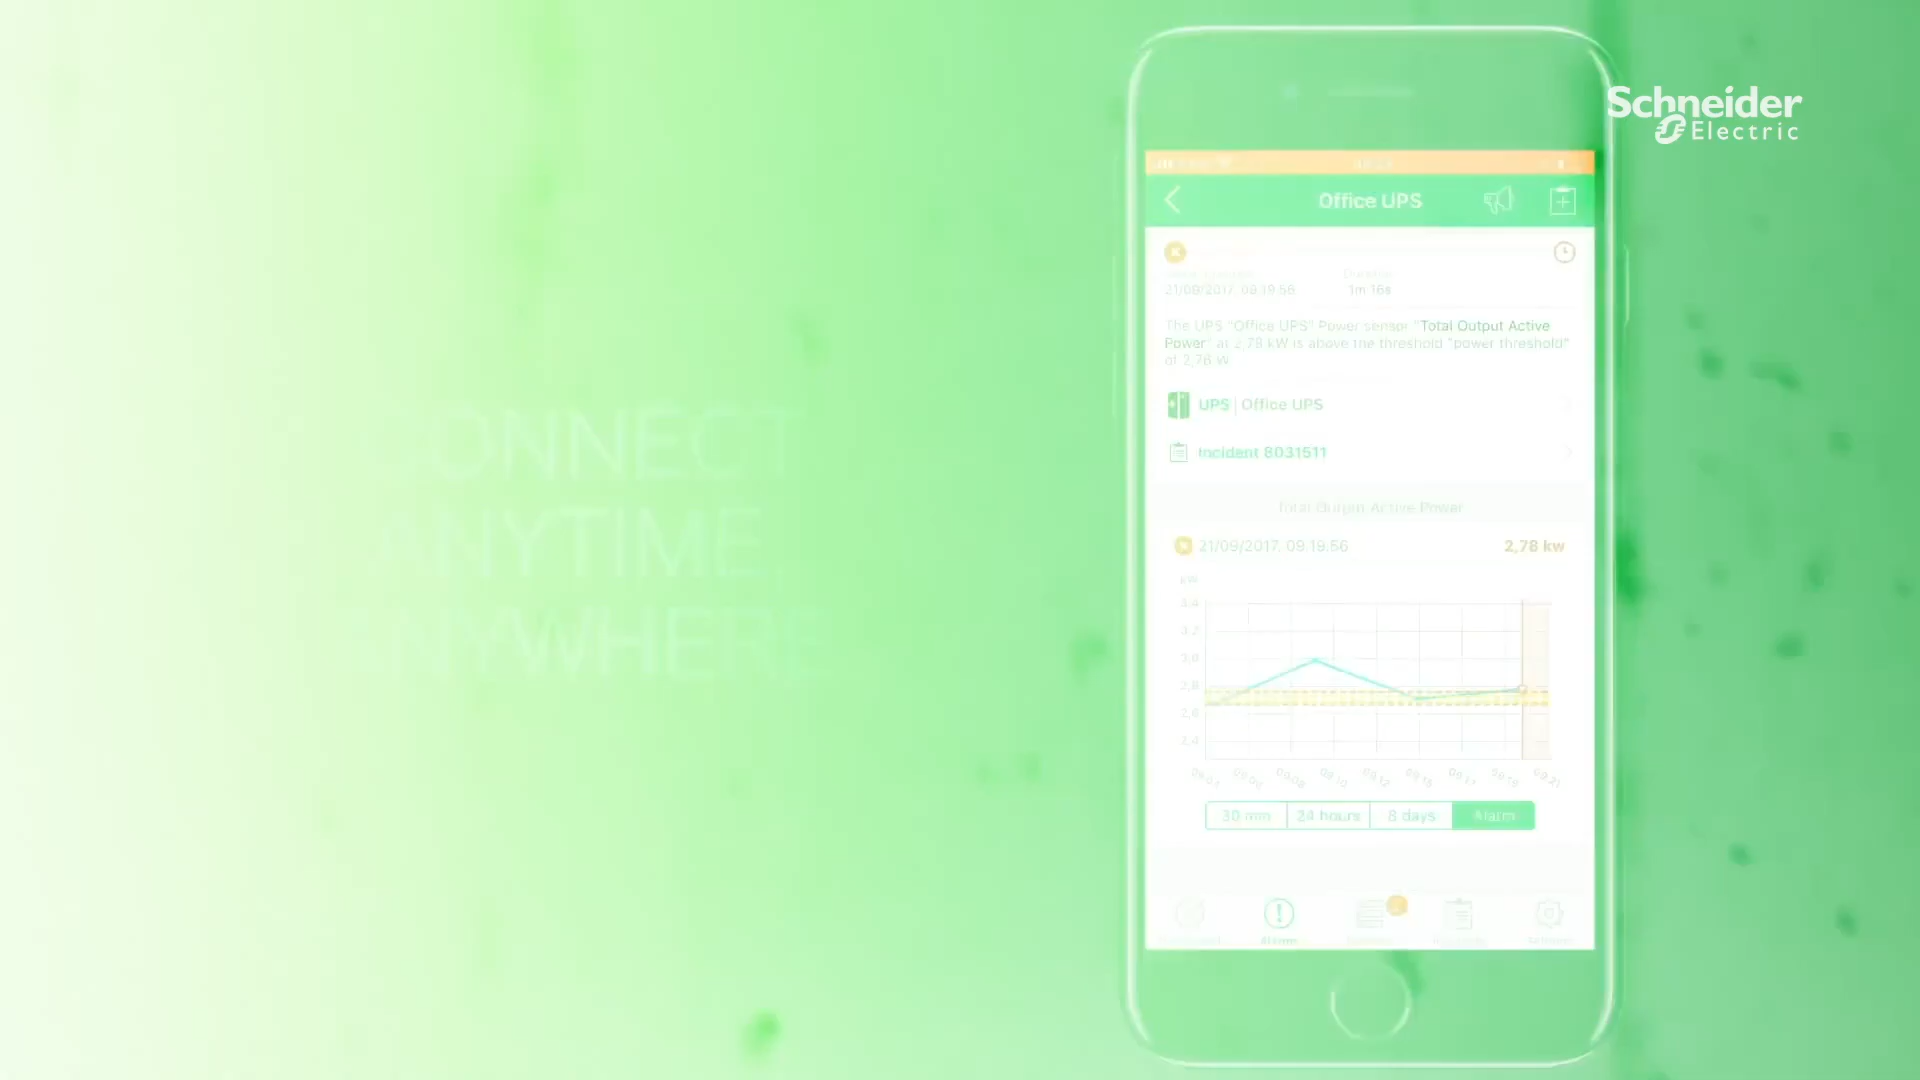 Schneider
Electric
CONNECT
ANYTIME,
ANYWHERE
Office UPS
21/09/2017, 09.19.56
1m 16s
The UPS "Office UPS" Power sensor "Total Output Active
Power" at 2,78 kW is above the threshold "power threshold"
of 2,76 W
UPS | Office UPS
Incident 8031511
Total Output Active Power
21/09/2017, 09.19.56
2,78 kw
kW
3,4
3,2
3,0
2,8
2,6
2,4
30 min
24 hours
8 days
Alarm
Alarms